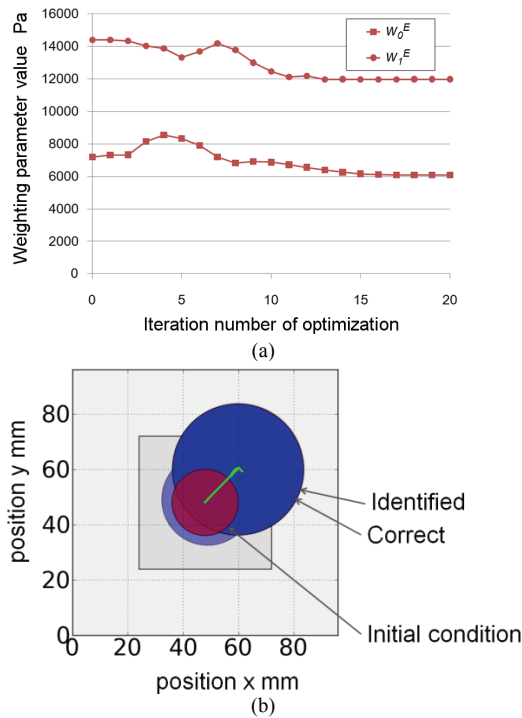 Weighting parameter value Pa
16000
14000
12000
10000
8000
6000
4000
2000
0
W0E
W1E
0 5 10 15 20
Iteration number of optimization
(a)
position y mm
80
60
40
20
0
Identified
Correct
Initial condition
0 20 40 60 80
position x mm
(b)